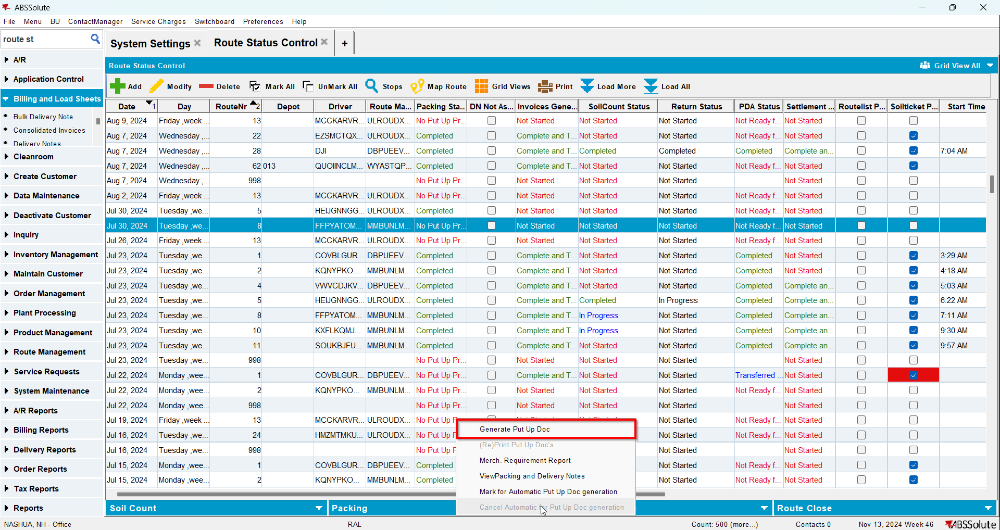 ABSSolute
File Menu BU ContactManager Service Charges Switchboard Preferences Help
route st
System Settings
Route Status Control
+
Route Status Control
Grid View All
Add Modify Delete Mark All UnMark All Stops Map Route Grid Views Print Load More Load All
A/R
Application Control
Billing and Load Sheets
Bulk Delivery Note
Consolidated Invoices
Delivery Notes
Cleanroom
Create Customer
Data Maintenance
Deactivate Customer
Inquiry
Inventory Management
Maintain Customer
Order Management
Plant Processing
Product Management
Route Management
Service Requests
System Maintenance
A/R Reports
Billing Reports
Delivery Reports
Order Reports
Tax Reports
Reports
Date 1 Day RouteNr 2 Depot Driver Route Ma... Packing Sta... DN Not As... Invoices Gene... SoilCount Status Return Status PDA Status Settlement ... Routelist P... Soilticket P... Start Time
Aug 9, 2024 Friday ,week ... 13 MCCKARVR... ULROUDX... No Put Up Pr... Not Started Not Started Not Started Not Ready f... Not Started
Aug 7, 2024 Wednesday ,... 22 EZSMCTQX... ULROUDX... Completed Complete and T... Not Started Not Started Not Ready f... Not Started
Aug 7, 2024 Wednesday ,... 28 DJI DBPUEEV... Completed Complete and T... Completed Completed Completed Complete an... 7:04 AM
Aug 7, 2024 Wednesday ,... 62 013 QUOIINCLM... WYASTQP... Completed Complete and T... Not Started Not Started Not Ready f... Not Started
Aug 7, 2024 Wednesday ,... 998 No Put Up Pr... Not Started Not Started Not Started Not Started
Aug 2, 2024 Friday ,week ... 13 MCCKARVR... ULROUDX... No Put Up Pr... Not Started Not Started Not Started Not Ready f... Not Started
Jul 30, 2024 Tuesday ,we... 5 HEIJGNNGG... ULROUDX... Completed Not Started Not Started Not Started Not Ready f... Not Started
Jul 30, 2024 Tuesday ,we... 8 FFPYATOM... MMBUNLM... No Put Up Pr... Not Started Not Started Not Started Not Ready f... Not Started
Jul 26, 2024 Friday ,week ... 13 MCCKARVR... ULROUDX... No Put Up Pr... Not Started Not Started Not Started Not Ready f... Not Started
Jul 23, 2024 Tuesday ,we... 1 COVBLGUR... DBPUEEV... Completed Complete and T... Not Started Not Started Completed Not Started 3:29 AM
Jul 23, 2024 Tuesday ,we... 2 KQNYPKO... MMBUNLM... Completed Complete and T... Not Started Not Started Completed Not Started 4:18 AM
Jul 23, 2024 Tuesday ,we... 4 VWVCDJKV... DBPUEEV... Completed Complete and T... Not Started Not Started Completed Complete an... 5:03 AM
Jul 23, 2024 Tuesday ,we... 5 HEIJGNNGG... ULROUDX... Completed Complete and T... Completed In Progress Completed Complete an... 6:22 AM
Jul 23, 2024 Tuesday ,we... 8 FFPYATOM... MMBUNLM... Completed Complete and T... In Progress Not Started Completed Complete an... 7:11 AM
Jul 23, 2024 Tuesday ,we... 10 KXFLKQMJ... MMBUNLM... Completed Complete and T... In Progress Not Started Completed Complete an... 9:30 AM
Jul 23, 2024 Tuesday ,we... 11 SOUKBJFU... MMBUNLM... Completed Complete and T... Not Started Not Started Completed Complete an... 9:57 AM
Jul 23, 2024 Tuesday ,we... 998 No Put Up Pr... Not Started Not Started Not Started Not Started
Jul 22, 2024 Monday ,wee... 1 COVBLGUR... DBPUEEV... No Put Up Pr... Complete and T... Not Started Not Started Transferred ... Not Started
Jul 22, 2024 Monday ,wee... 2 KQNYPKO... MMBUNLM... No Put Up Pr... Not Started Not Started Not Started Not Ready f... Not Started
Jul 22, 2024 Monday ,wee... 998 No Put Up Pr... Not Started Not Started Not Started Not Started
Jul 19, 2024 Friday ,week ... 13 MCCKARVR... ULROUDX... No Put Up Not Started Not Ready f... Not Started
Jul 16, 2024 Tuesday ,we... 24 HMZMTMKU... ULROUDX... No Put Up Not Started Not Ready f... Not Started
Jul 16, 2024 Tuesday ,we... 998 No Put Up Not Started Not Started
Jul 15, 2024 Monday ,wee... 1 COVBLGUR... DBPUEEV... Completed Not Started Not Ready f... Not Started
Jul 15, 2024 Monday ,wee... 2 KQNYPKO... MMBUNLM... Completed Not Started Not Ready f... Not Started
Generate Put Up Doc
(Re)Print Put Up Doc's
Merch. Requirement Report
ViewPacking and Delivery Notes
Mark for Automatic Put Up Doc generation
Cancel Automatic for Put Up Doc generation
Soil Count Packing Route Close
NASHUA, NH - Office RAL Count: 500 (more...) Contacts 0 Nov 13, 2024 Week 46 ABSSolute